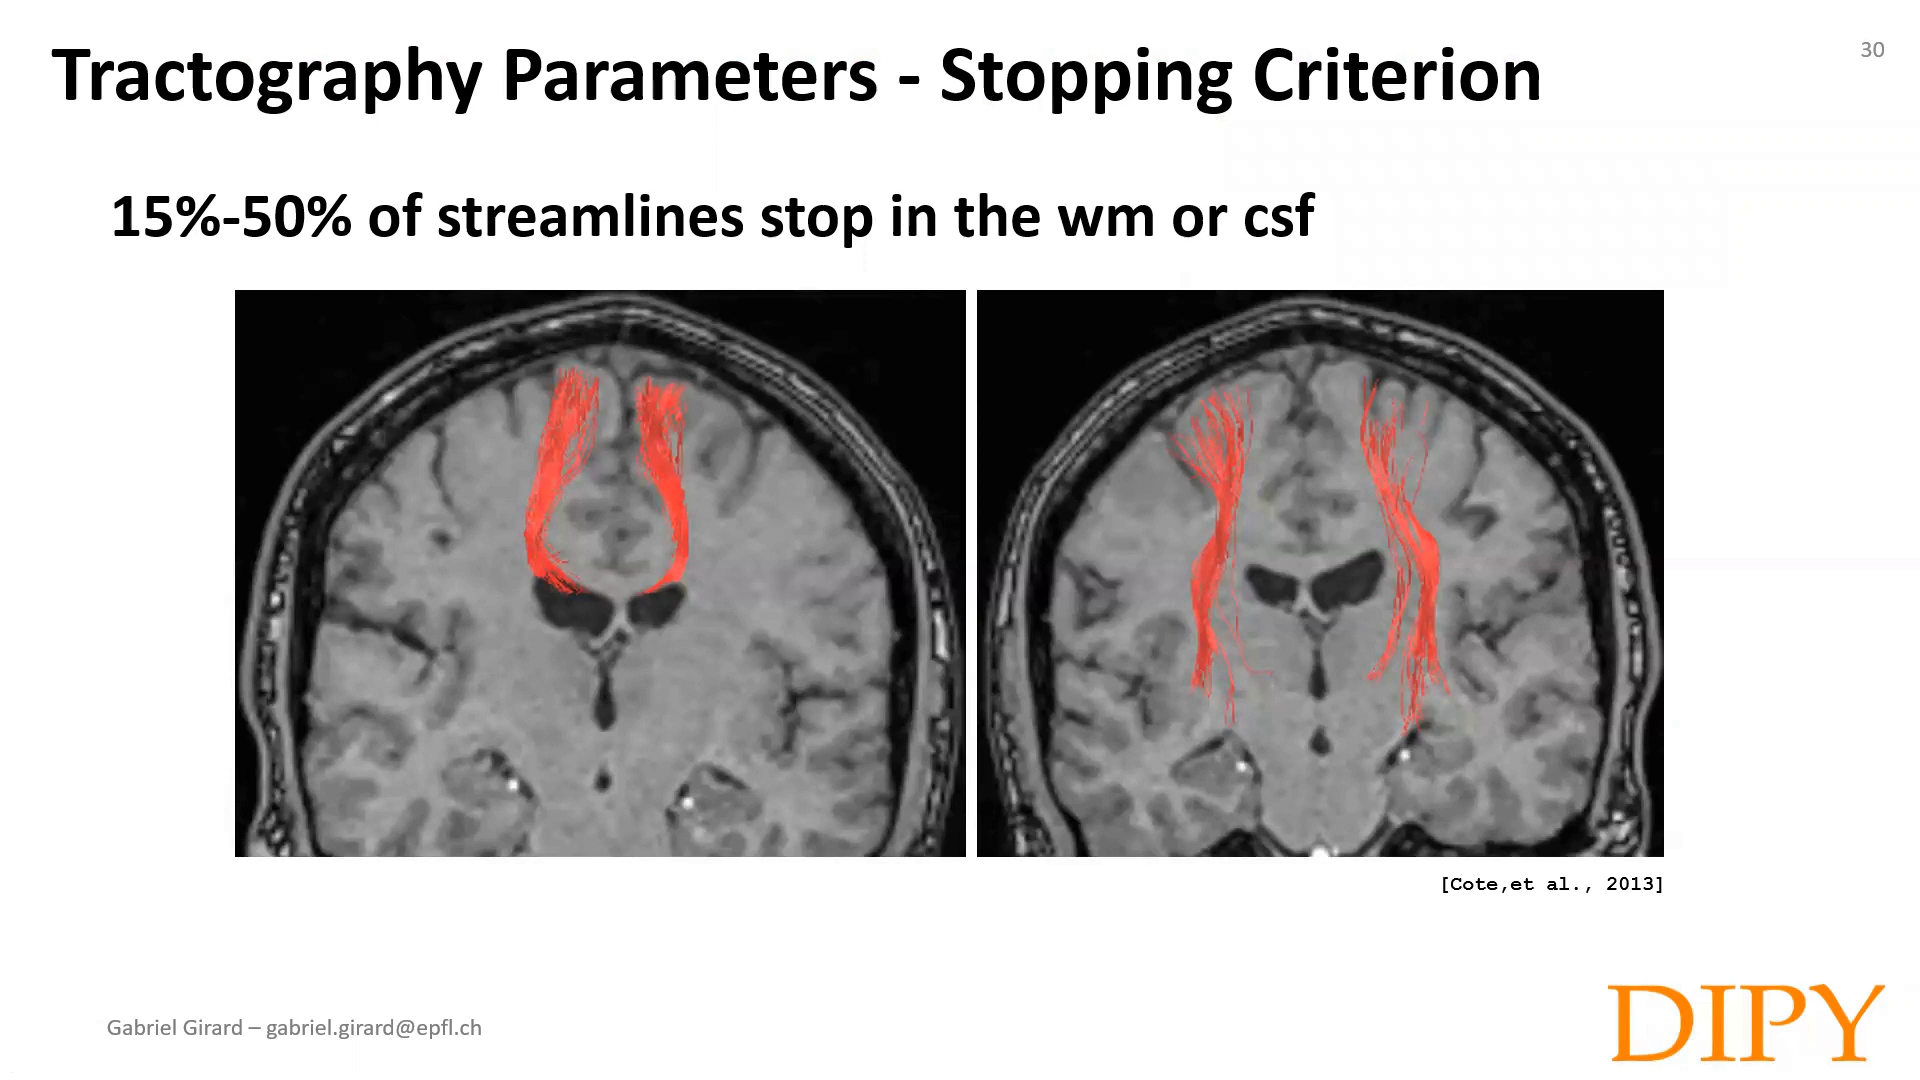 Tractography Parameters - Stopping Criterion
30
15%-50% of streamlines stop in the wm or csf
[Cote,et al., 2013]
Gabriel Girard – gabriel.girard@epfl.ch
DIPY